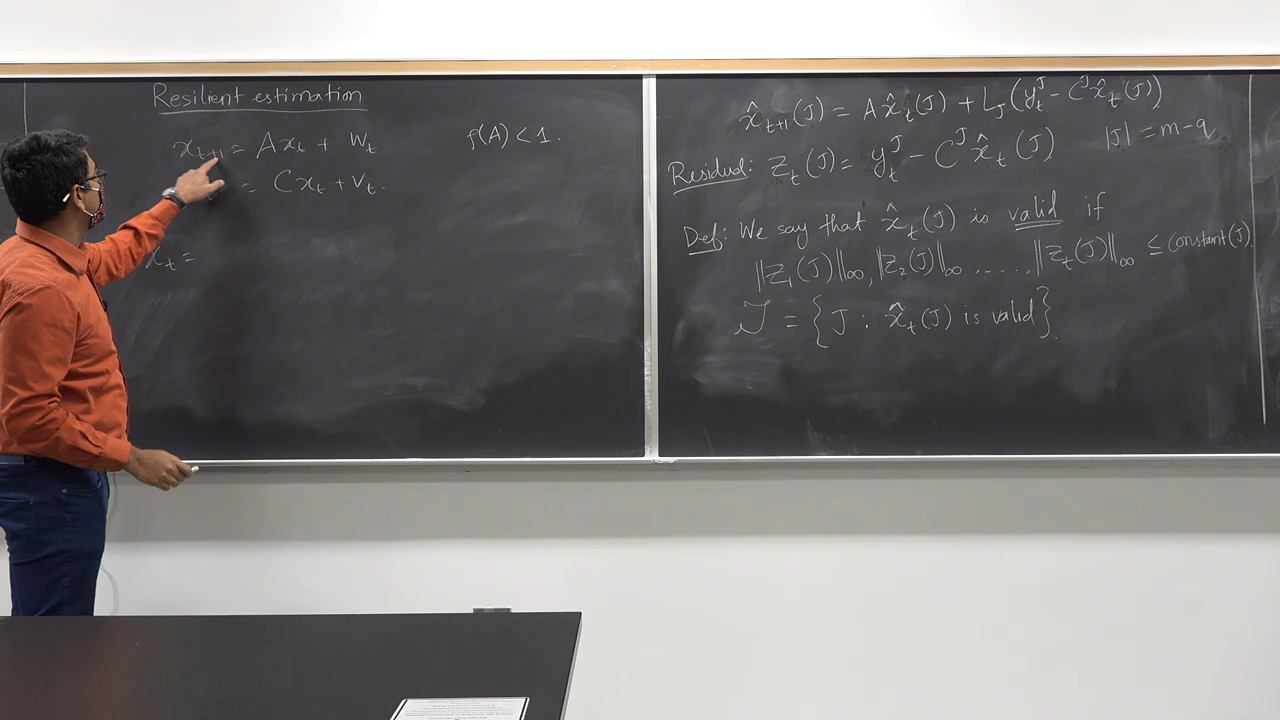 Resilient estimation
x_{t+1} = A x_t + w_t    ρ(A) < 1.
= C x_t + v_t.
x_t =
x̂_{t+1}(J) = A x̂_t(J) + L_J (y_t^J − C^J x̂_t(J))
|J| = m − q
Residual: z_t(J) = y_t^J − C^J x̂_t(J)
Def: We say that x̂_t(J) is valid if
‖z_1(J)‖_∞, ‖z_2(J)‖_∞, ....., ‖z_t(J)‖_∞ ≤ constant(J).
𝒥 = {J : x̂_t(J) is valid}.